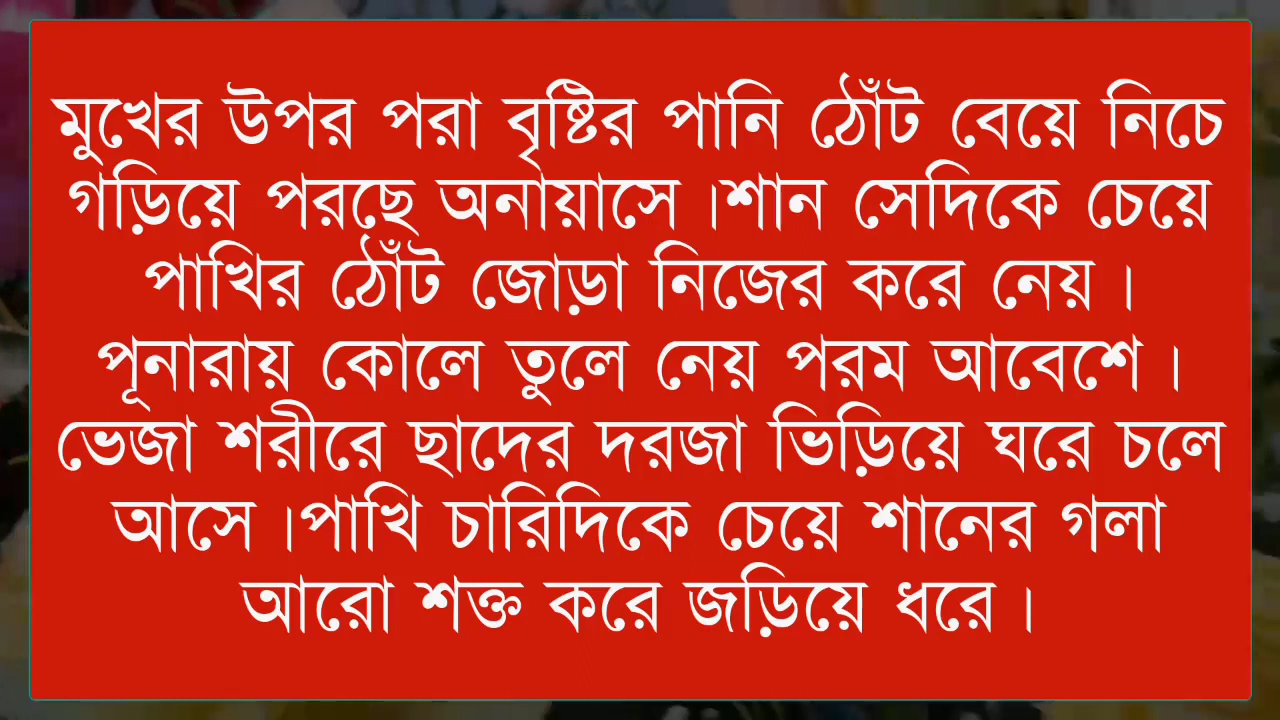 মুখের উপর পরা বৃষ্টির পানি ঠোঁট বেয়ে নিচে
গড়িয়ে পরছে অনায়াসে ।শান সেদিকে চেয়ে
পাখির ঠোঁট জোড়া নিজের করে নেয় ।
পূনারায় কোলে তুলে নেয় পরম আবেশে ।
ভেজা শরীরে ছাদের দরজা ভিড়িয়ে ঘরে চলে
আসে ।পাখি চারিদিকে চেয়ে শানের গলা
আরো শক্ত করে জড়িয়ে ধরে ।